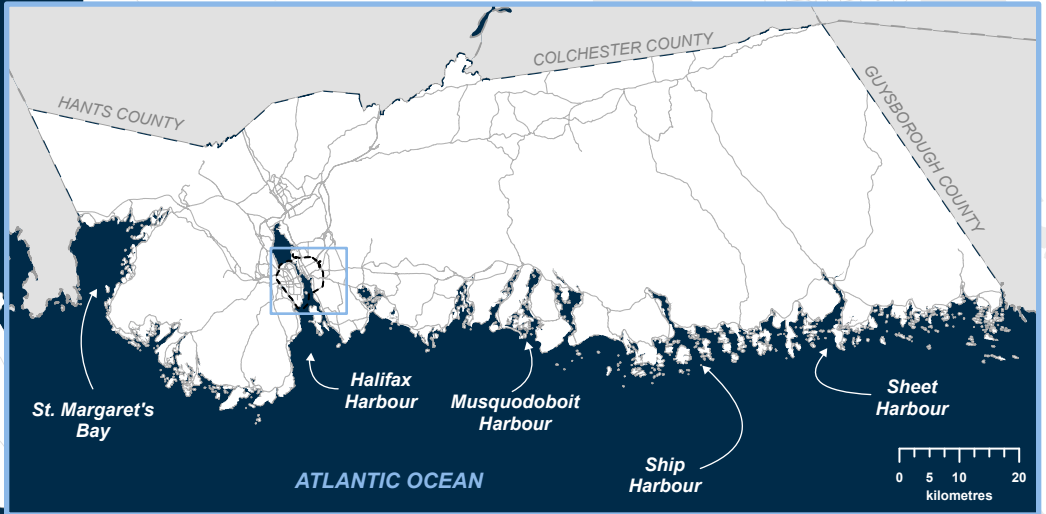 COLCHESTER COUNTY
HANTS COUNTY
GUYSBOROUGH COUNTY
St. Margaret's
Bay
Halifax
Harbour
Musquodoboit
Harbour
Ship
Harbour
Sheet
Harbour
ATLANTIC OCEAN
0 5 10 20
kilometres